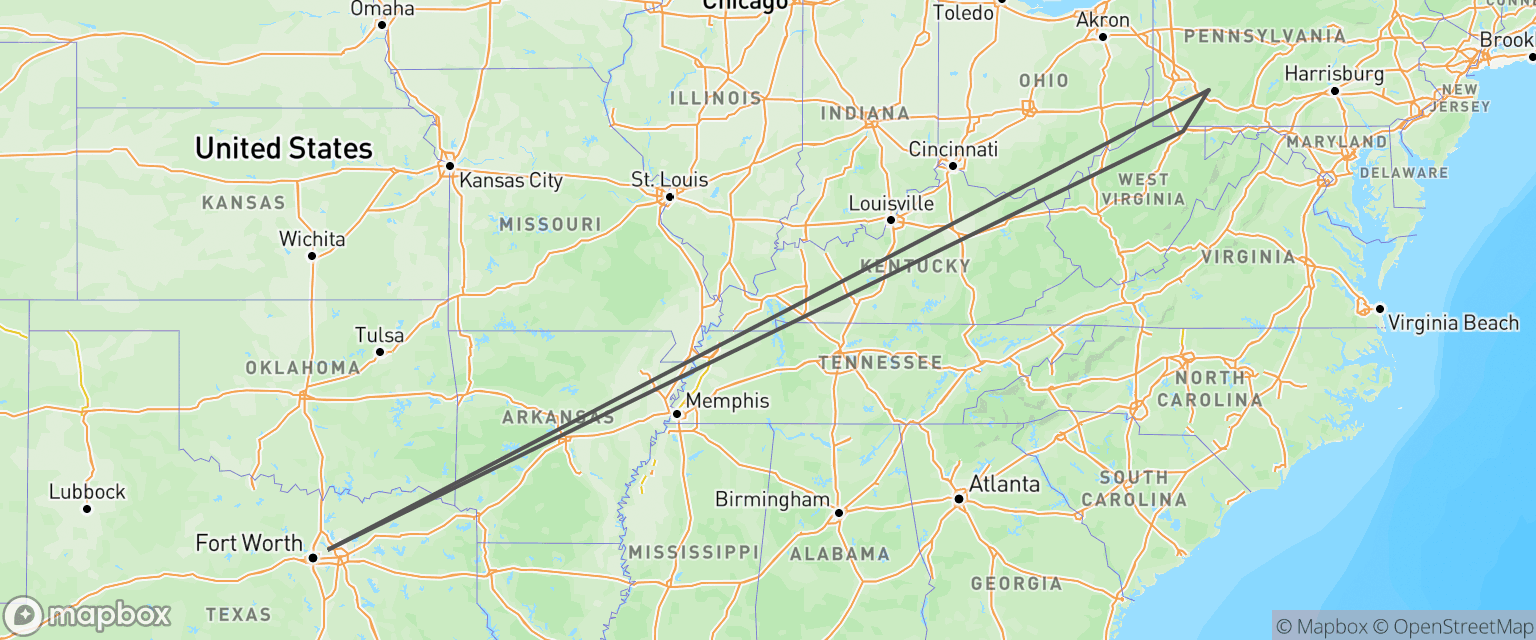 Omaha
Chicago
Toledo
Akron
PENNSYLVANIA
CONNE
Brookl
Harrisburg
OHIO
ILLINOIS
INDIANA
NEW
JERSEY
United States
Cincinnati
MARYLAND
Kansas City
St. Louis
WEST
VIRGINIA
DELAWARE
KANSAS
MISSOURI
Louisville
Wichita
KENTUCKY
VIRGINIA
Virginia Beach
Tulsa
OKLAHOMA
TENNESSEE
NORTH
CAROLINA
ARKANSAS
Memphis
Lubbock
Birmingham
Atlanta
SOUTH
CAROLINA
Fort Worth
MISSISSIPPI
ALABAMA
GEORGIA
TEXAS
mapbox
© Mapbox © OpenStreetMap